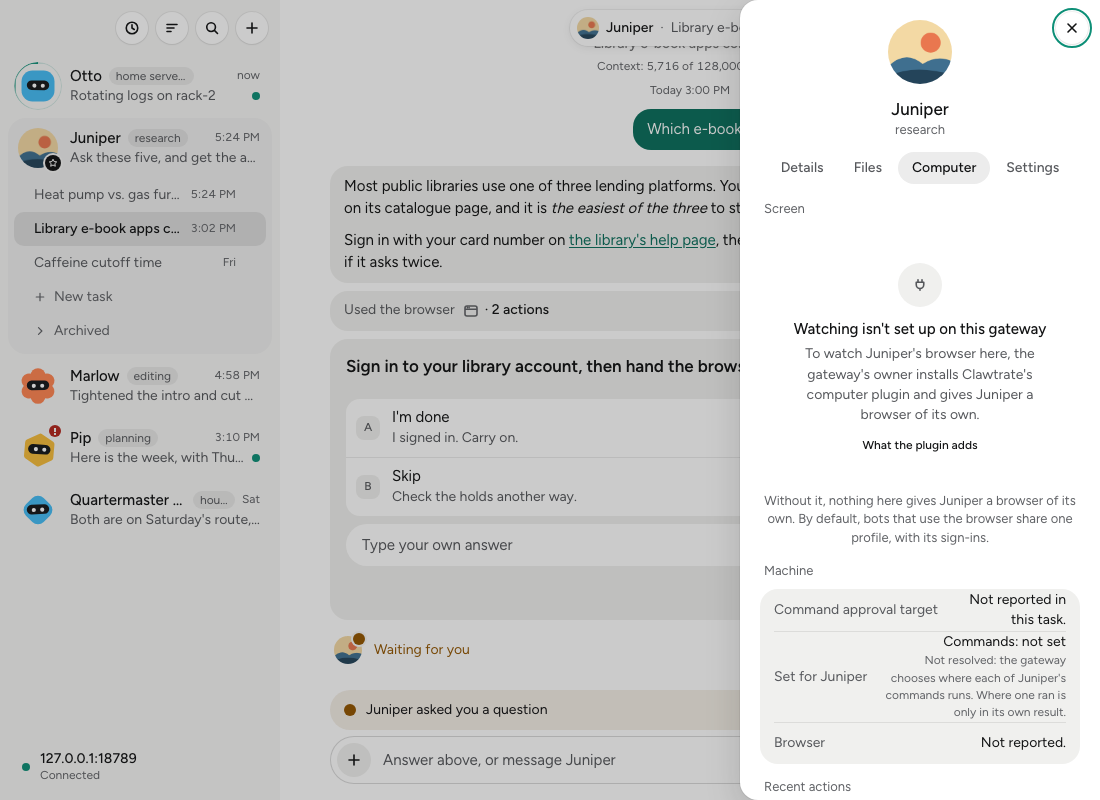 Otto home serve... now
Rotating logs on rack-2
Juniper research 5:24 PM
Ask these five, and get the a...
Heat pump vs. gas fur... 5:24 PM
Library e-book apps c... 3:02 PM
Caffeine cutoff time Fri
New task
Archived
Marlow editing 4:58 PM
Tightened the intro and cut ...
Pip planning 3:10 PM
Here is the week, with Thu...
Quartermaster ... hou... Sat
Both are on Saturday's route,...
127.0.0.1:18789
Connected
Juniper · Library e-b
Context: 5,716 of 128,000
Today 3:00 PM
Which e-book
Most public libraries use one of three lending platforms. You
on its catalogue page, and it is the easiest of the three to st
Sign in with your card number on the library's help page, the
if it asks twice.
Used the browser · 2 actions
Sign in to your library account, then hand the brows
A I'm done
I signed in. Carry on.
B Skip
Check the holds another way.
Type your own answer
Waiting for you
Juniper asked you a question
Answer above, or message Juniper
Juniper
research
Details Files Computer Settings
Screen
Watching isn't set up on this gateway
To watch Juniper's browser here, the
gateway's owner installs Clawtrate's
computer plugin and gives Juniper a
browser of its own.
What the plugin adds
Without it, nothing here gives Juniper a browser of its
own. By default, bots that use the browser share one
profile, with its sign-ins.
Machine
Command approval target Not reported in
this task.
Set for Juniper Commands: not set
Not resolved: the gateway
chooses where each of Juniper's
commands runs. Where one ran is
only in its own result.
Browser Not reported.
Recent actions